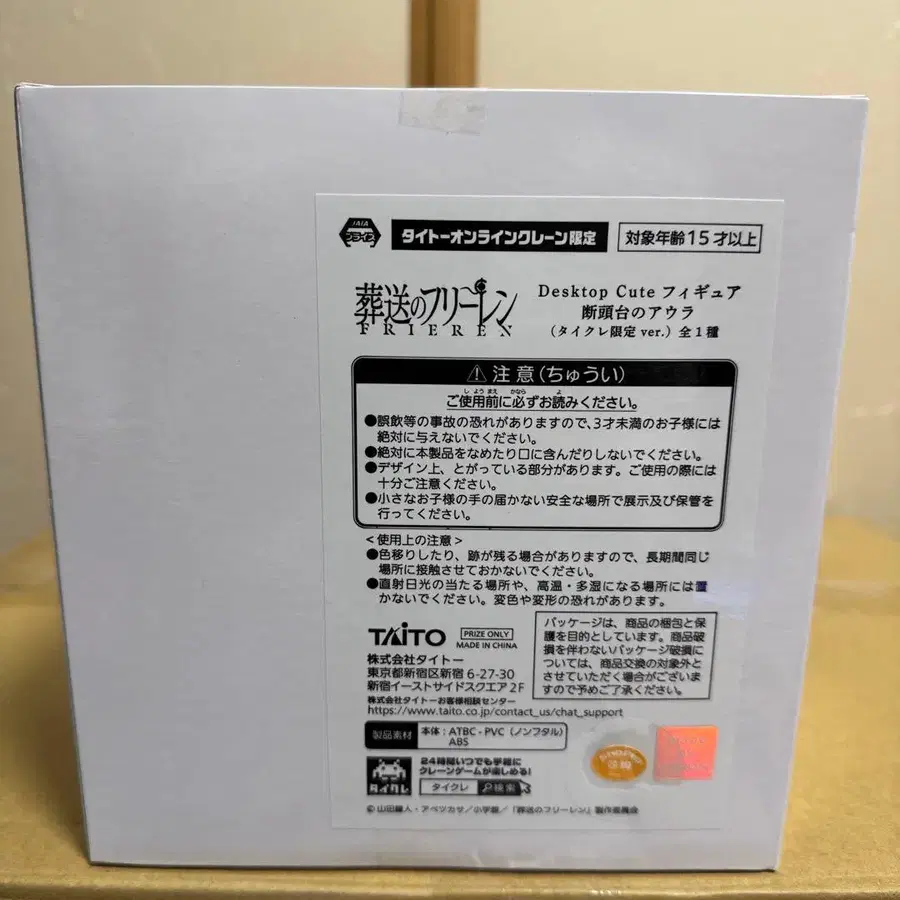 JAIA
プライズ
タイトーオンラインクレーン限定
対象年齢15才以上
葬送のフリーレン
FRIEREN
Desktop Cute フィギュア
断頭台のアウラ
(タイクレ限定 ver.) 全1種
⚠注意(ちゅうい)
ご使用前に必ずお読みください。
●誤飲等の事故の恐れがありますので、3才未満のお子様には
絶対に与えないでください。
●絶対に本製品をなめたり口に含んだりしないでください。
●デザイン上、とがっている部分があります。ご使用の際には
十分ご注意ください。
●小さなお子様の手の届かない安全な場所で展示及び保管を
行ってください。
<使用上の注意>
●色移りしたり、跡が残る場合がありますので、長期間同じ
場所に接触させておかないでください。
●直射日光の当たる場所や、高温・多湿になる場所には置
かないでください。変色や変形の恐れがあります。
TAITO
PRIZE ONLY
MADE IN CHINA
株式会社タイトー
東京都新宿区新宿 6-27-30
新宿イーストサイドスクエア 2F
株式会社タイトーお客様相談センター
https://www.taito.co.jp/contact_us/chat_support
パッケージは、商品の梱包と保
護を目的としています。商品破
損を伴わないパッケージ破損に
ついては、商品交換の対象外と
させていただく場合がございま
すので予めご了承ください。
製品素材
本体:ATBC-PVC(ノンフタル)
ABS
タイクレ
24時間いつでも手軽に
クレーンゲームが楽しめる!
タイクレ
検索
© 山田鐘人・アベツカサ/小学館/「葬送のフリーレン」製作委員会